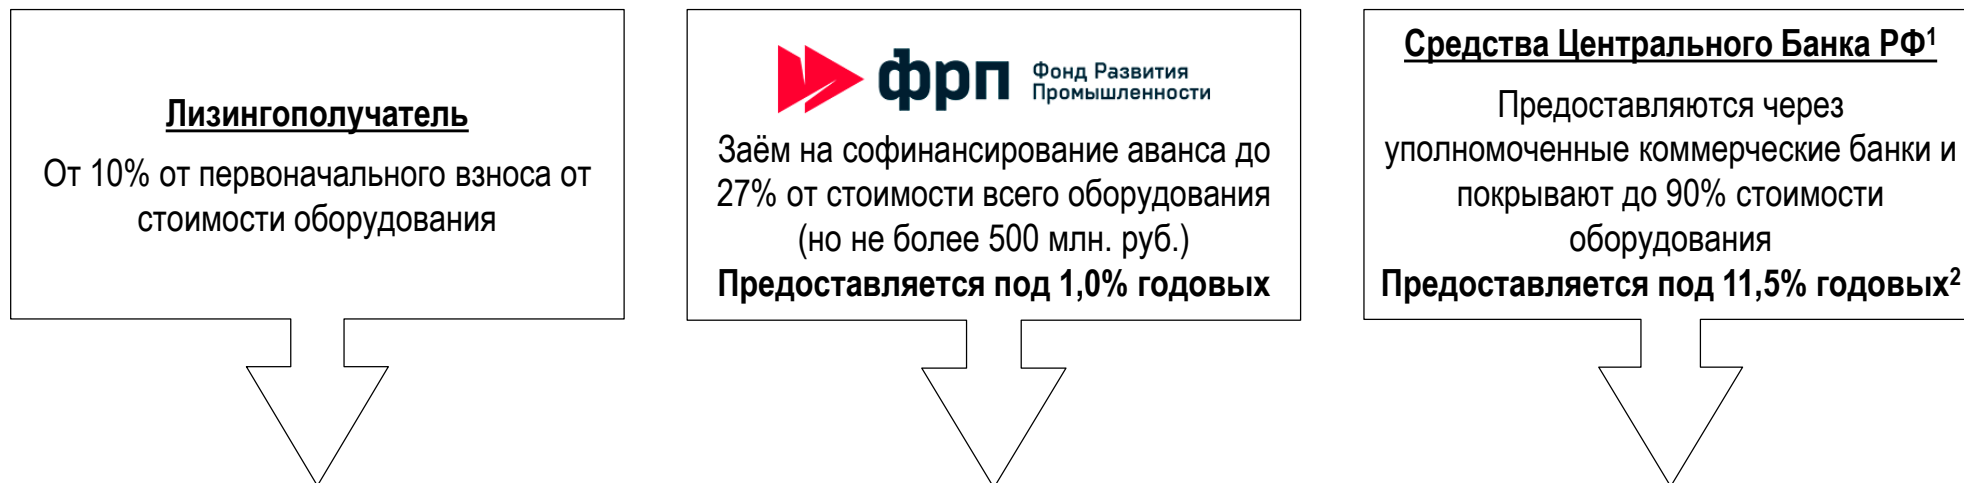 Лизингополучатель
От 10% от первоначального взноса от
стоимости оборудования
фрп
Фонд Развития
Промышленности
Заём на софинансирование аванса до
27% от стоимости всего оборудования
(но не более 500 млн. руб.)
Предоставляется под 1,0% годовых
Средства Центрального Банка РФ¹
Предоставляются через
уполномоченные коммерческие банки и
покрывают до 90% стоимости
оборудования
Предоставляется под 11,5% годовых²